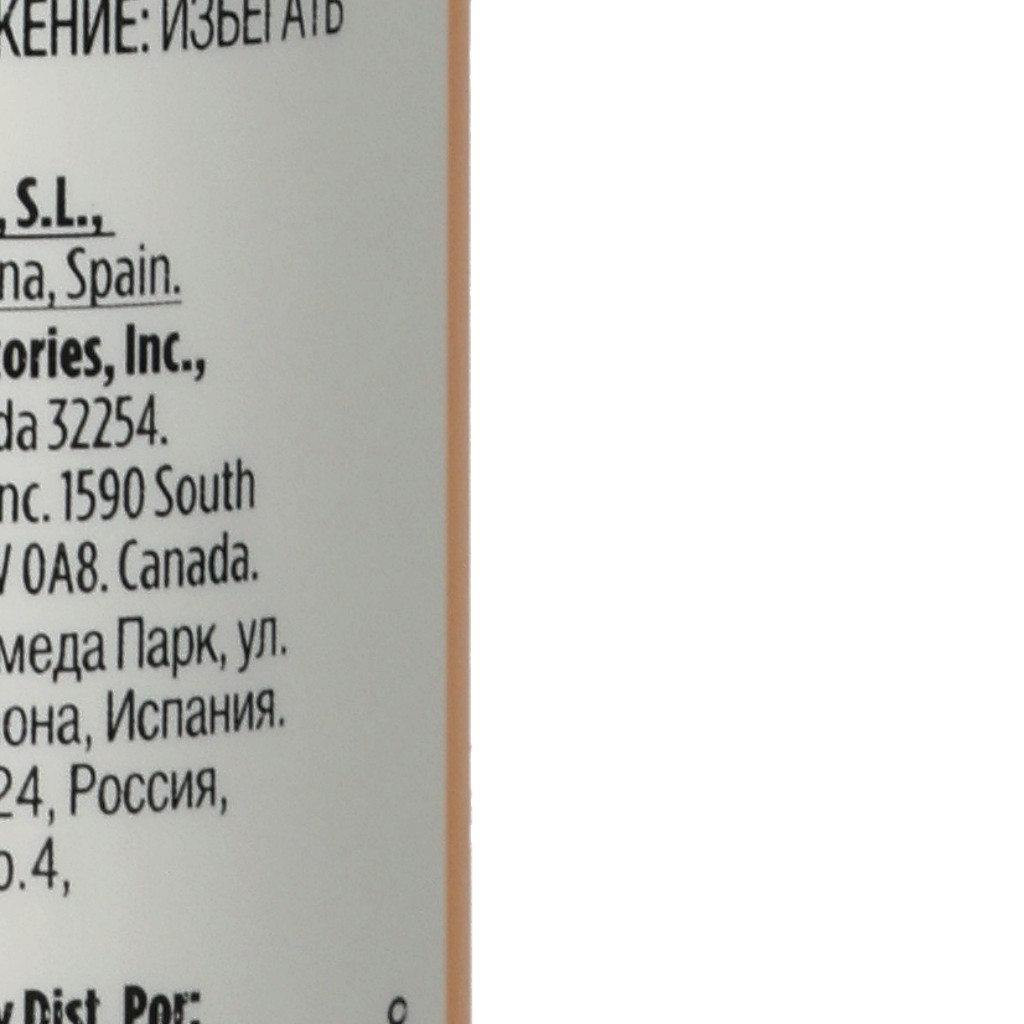 ЖЕНИЕ: ИЗБЕГАТЬ
, S.L.,
na, Spain.
tories, Inc.,
da 32254.
nc. 1590 South
V 0A8. Canada.
меда Парк, ул.
она, Испания.
24, Россия,
р.4,
y Dist. Por: